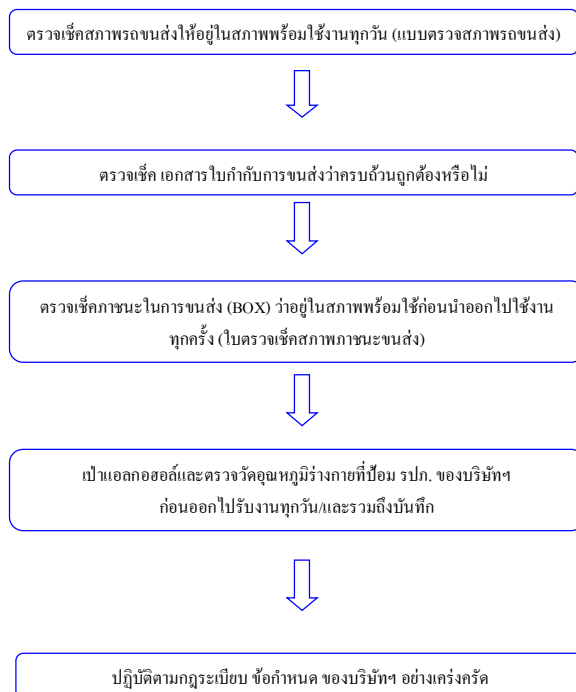 ตรวจเช็คสภาพรถขนส่งให้อยู่ในสภาพพร้อมใช้งานทุกวัน (แบบตรวจสภาพรถขนส่ง)
ตรวจเช็ค เอกสารใบกำกับการขนส่งว่าครบถ้วนถูกต้องหรือไม่
ตรวจเช็คภาชนะในการขนส่ง (BOX) ว่าอยู่ในสภาพพร้อมใช้ก่อนนำออกไปใช้งาน
ทุกครั้ง (ใบตรวจเช็คสภาพภาชนะขนส่ง)
เป่าแอลกอฮอล์และตรวจวัดอุณหภูมิร่างกายที่ป้อม รปภ. ของบริษัทฯ
ก่อนออกไปรับงานทุกวัน/และรวมถึงบันทึก
ปฏิบัติตามกฎระเบียบ ข้อกำหนด ของบริษัทฯ อย่างเคร่งครัด